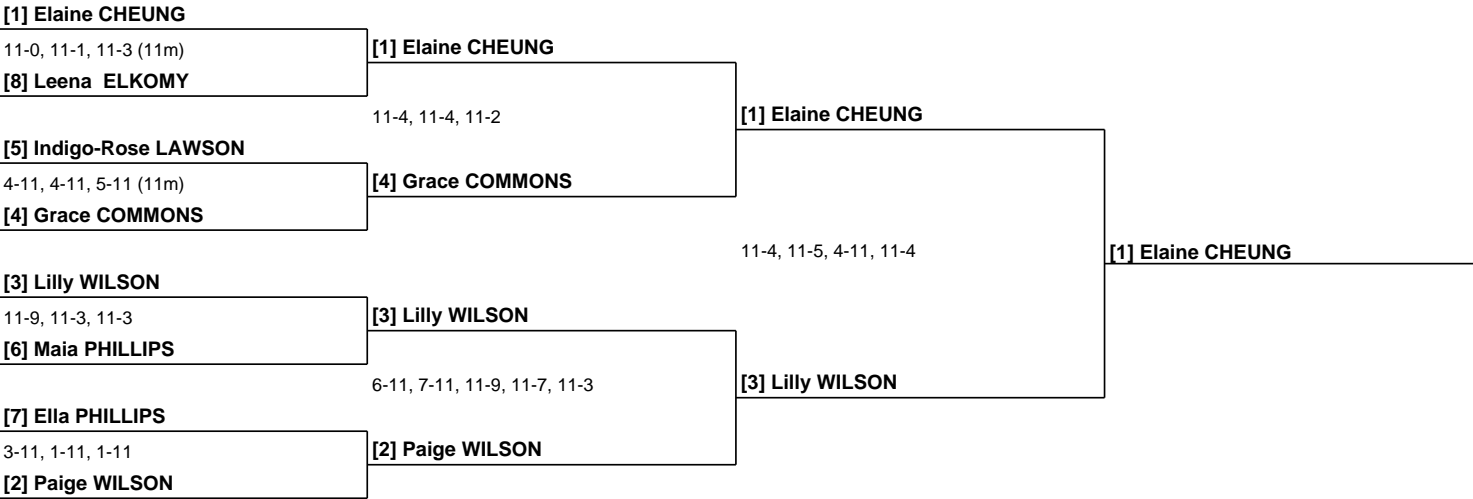 [1] Elaine CHEUNG
11-0, 11-1, 11-3 (11m)
[8] Leena  ELKOMY
[5] Indigo-Rose LAWSON
4-11, 4-11, 5-11 (11m)
[4] Grace COMMONS
[3] Lilly WILSON
11-9, 11-3, 11-3
[6] Maia PHILLIPS
[7] Ella PHILLIPS
3-11, 1-11, 1-11
[2] Paige WILSON
[1] Elaine CHEUNG
11-4, 11-4, 11-2
[4] Grace COMMONS
[3] Lilly WILSON
6-11, 7-11, 11-9, 11-7, 11-3
[2] Paige WILSON
[1] Elaine CHEUNG
11-4, 11-5, 4-11, 11-4
[3] Lilly WILSON
[1] Elaine CHEUNG